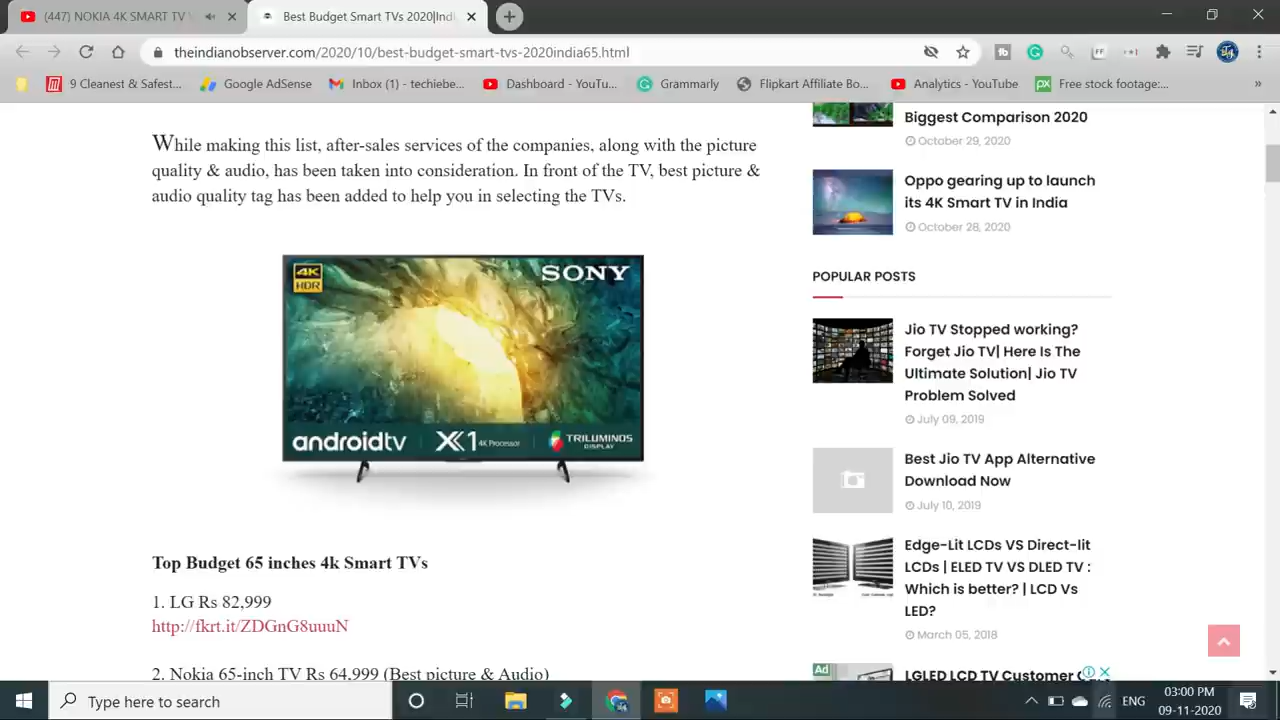 (447) NOKIA 4K SMART TV
Best Budget Smart TVs 2020|Ind
theindianobserver.com/2020/10/best-budget-smart-tvs-2020india65.html
9 Cleanest & Safest...
Google AdSense
Inbox (1) - techiebe...
Dashboard - YouTu...
Grammarly
Flipkart Affiliate Bo...
Analytics - YouTube
Free stock footage:...
While making this list, after-sales services of the companies, along with the picture
quality & audio, has been taken into consideration. In front of the TV, best picture &
audio quality tag has been added to help you in selecting the TVs.
4K
HDR
SONY
androidtv
X1 4K Processor
TRILUMINOS
DISPLAY
Top Budget 65 inches 4k Smart TVs
1. LG Rs 82,999
http://fkrt.it/ZDGnG8uuuN
2. Nokia 65-inch TV Rs 64,999 (Best picture & Audio)
Biggest Comparison 2020
October 29, 2020
Oppo gearing up to launch
its 4K Smart TV in India
October 28, 2020
POPULAR POSTS
Jio TV Stopped working?
Forget Jio TV| Here Is The
Ultimate Solution| Jio TV
Problem Solved
July 09, 2019
Best Jio TV App Alternative
Download Now
July 10, 2019
Edge-Lit LCDs VS Direct-lit
LCDs | ELED TV VS DLED TV :
Which is better? | LCD Vs
LED?
March 05, 2018
Ad
LGLED LCD TV Customer
Type here to search
ENG
03:00 PM
09-11-2020